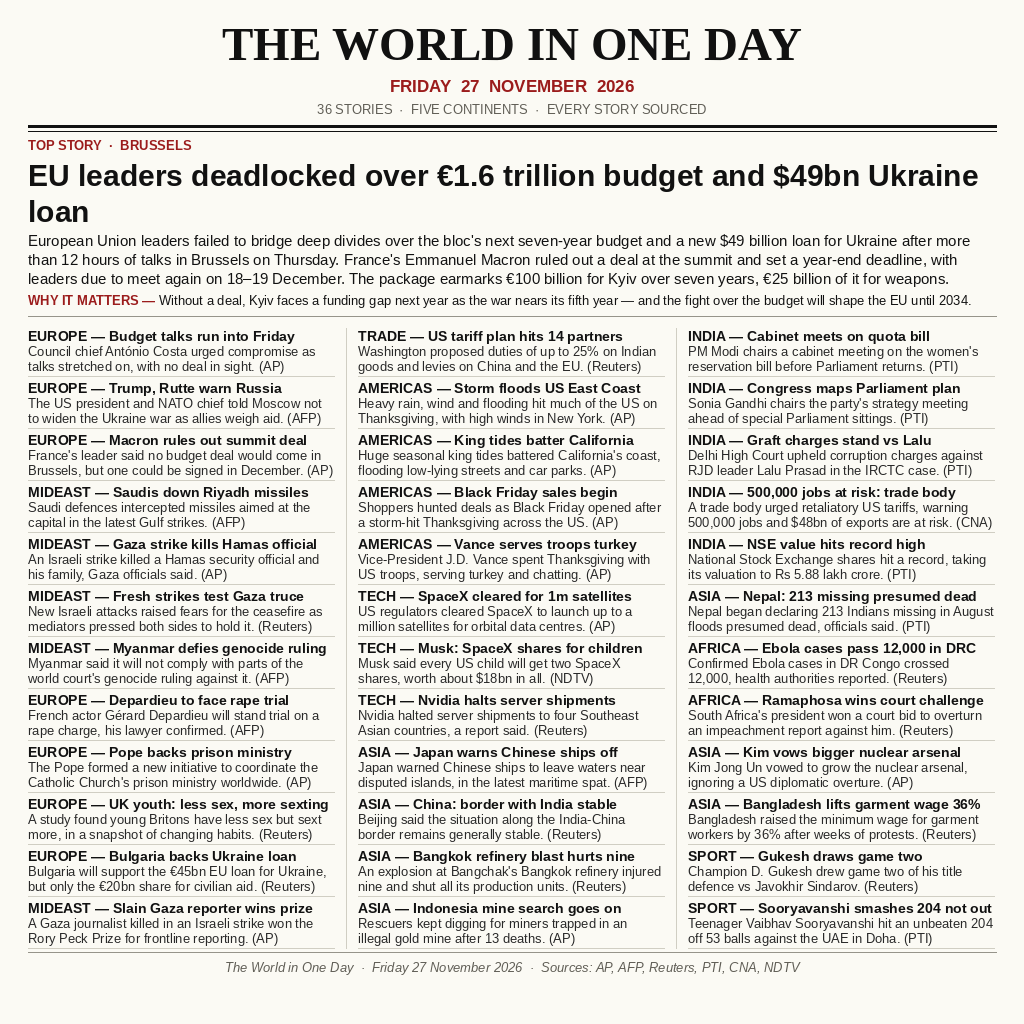 THE WORLD IN ONE DAY
FRIDAY 27 NOVEMBER 2026
36 STORIES · FIVE CONTINENTS · EVERY STORY SOURCED
TOP STORY · BRUSSELS
EU leaders deadlocked over €1.6 trillion budget and $49bn Ukraine
loan
European Union leaders failed to bridge deep divides over the bloc's next seven-year budget and a new $49 billion loan for Ukraine after more
than 12 hours of talks in Brussels on Thursday. France's Emmanuel Macron ruled out a deal at the summit and set a year-end deadline, with
leaders due to meet again on 18–19 December. The package earmarks €100 billion for Kyiv over seven years, €25 billion of it for weapons.
WHY IT MATTERS — Without a deal, Kyiv faces a funding gap next year as the war nears its fifth year — and the fight over the budget will shape the EU until 2034.
EUROPE — Budget talks run into Friday
Council chief António Costa urged compromise as
talks stretched on, with no deal in sight. (AP)
EUROPE — Trump, Rutte warn Russia
The US president and NATO chief told Moscow not
to widen the Ukraine war as allies weigh aid. (AFP)
EUROPE — Macron rules out summit deal
France's leader said no budget deal would come in
Brussels, but one could be signed in December. (AP)
MIDEAST — Saudis down Riyadh missiles
Saudi defences intercepted missiles aimed at the
capital in the latest Gulf strikes. (AFP)
MIDEAST — Gaza strike kills Hamas official
An Israeli strike killed a Hamas security official and
his family, Gaza officials said. (AP)
MIDEAST — Fresh strikes test Gaza truce
New Israeli attacks raised fears for the ceasefire as
mediators pressed both sides to hold it. (Reuters)
MIDEAST — Myanmar defies genocide ruling
Myanmar said it will not comply with parts of the
world court's genocide ruling against it. (AFP)
EUROPE — Depardieu to face rape trial
French actor Gérard Depardieu will stand trial on a
rape charge, his lawyer confirmed. (AFP)
EUROPE — Pope backs prison ministry
The Pope formed a new initiative to coordinate the
Catholic Church's prison ministry worldwide. (AP)
EUROPE — UK youth: less sex, more sexting
A study found young Britons have less sex but sext
more, in a snapshot of changing habits. (Reuters)
EUROPE — Bulgaria backs Ukraine loan
Bulgaria will support the €45bn EU loan for Ukraine,
but only the €20bn share for civilian aid. (Reuters)
MIDEAST — Slain Gaza reporter wins prize
A Gaza journalist killed in an Israeli strike won the
Rory Peck Prize for frontline reporting. (AP)
TRADE — US tariff plan hits 14 partners
Washington proposed duties of up to 25% on Indian
goods and levies on China and the EU. (Reuters)
AMERICAS — Storm floods US East Coast
Heavy rain, wind and flooding hit much of the US on
Thanksgiving, with high winds in New York. (AP)
AMERICAS — King tides batter California
Huge seasonal king tides battered California's coast,
flooding low-lying streets and car parks. (AP)
AMERICAS — Black Friday sales begin
Shoppers hunted deals as Black Friday opened after
a storm-hit Thanksgiving across the US. (AP)
AMERICAS — Vance serves troops turkey
Vice-President J.D. Vance spent Thanksgiving with
US troops, serving turkey and chatting. (AP)
TECH — SpaceX cleared for 1m satellites
US regulators cleared SpaceX to launch up to a
million satellites for orbital data centres. (AP)
TECH — Musk: SpaceX shares for children
Musk said every US child will get two SpaceX
shares, worth about $18bn in all. (NDTV)
TECH — Nvidia halts server shipments
Nvidia halted server shipments to four Southeast
Asian countries, a report said. (Reuters)
ASIA — Japan warns Chinese ships off
Japan warned Chinese ships to leave waters near
disputed islands, in the latest maritime spat. (AFP)
ASIA — China: border with India stable
Beijing said the situation along the India-China
border remains generally stable. (Reuters)
ASIA — Bangkok refinery blast hurts nine
An explosion at Bangchak's Bangkok refinery injured
nine and shut all its production units. (Reuters)
ASIA — Indonesia mine search goes on
Rescuers kept digging for miners trapped in an
illegal gold mine after 13 deaths. (AP)
INDIA — Cabinet meets on quota bill
PM Modi chairs a cabinet meeting on the women's
reservation bill before Parliament returns. (PTI)
INDIA — Congress maps Parliament plan
Sonia Gandhi chairs the party's strategy meeting
ahead of special Parliament sittings. (PTI)
INDIA — Graft charges stand vs Lalu
Delhi High Court upheld corruption charges against
RJD leader Lalu Prasad in the IRCTC case. (PTI)
INDIA — 500,000 jobs at risk: trade body
A trade body urged retaliatory US tariffs, warning
500,000 jobs and $48bn of exports are at risk. (CNA)
INDIA — NSE value hits record high
National Stock Exchange shares hit a record, taking
its valuation to Rs 5.88 lakh crore. (PTI)
ASIA — Nepal: 213 missing presumed dead
Nepal began declaring 213 Indians missing in August
floods presumed dead, officials said. (PTI)
AFRICA — Ebola cases pass 12,000 in DRC
Confirmed Ebola cases in DR Congo crossed
12,000, health authorities reported. (Reuters)
AFRICA — Ramaphosa wins court challenge
South Africa's president won a court bid to overturn
an impeachment report against him. (Reuters)
ASIA — Kim vows bigger nuclear arsenal
Kim Jong Un vowed to grow the nuclear arsenal,
ignoring a US diplomatic overture. (AP)
ASIA — Bangladesh lifts garment wage 36%
Bangladesh raised the minimum wage for garment
workers by 36% after weeks of protests. (Reuters)
SPORT — Gukesh draws game two
Champion D. Gukesh drew game two of his title
defence vs Javokhir Sindarov. (Reuters)
SPORT — Sooryavanshi smashes 204 not out
Teenager Vaibhav Sooryavanshi hit an unbeaten 204
off 53 balls against the UAE in Doha. (PTI)
The World in One Day · Friday 27 November 2026 · Sources: AP, AFP, Reuters, PTI, CNA, NDTV